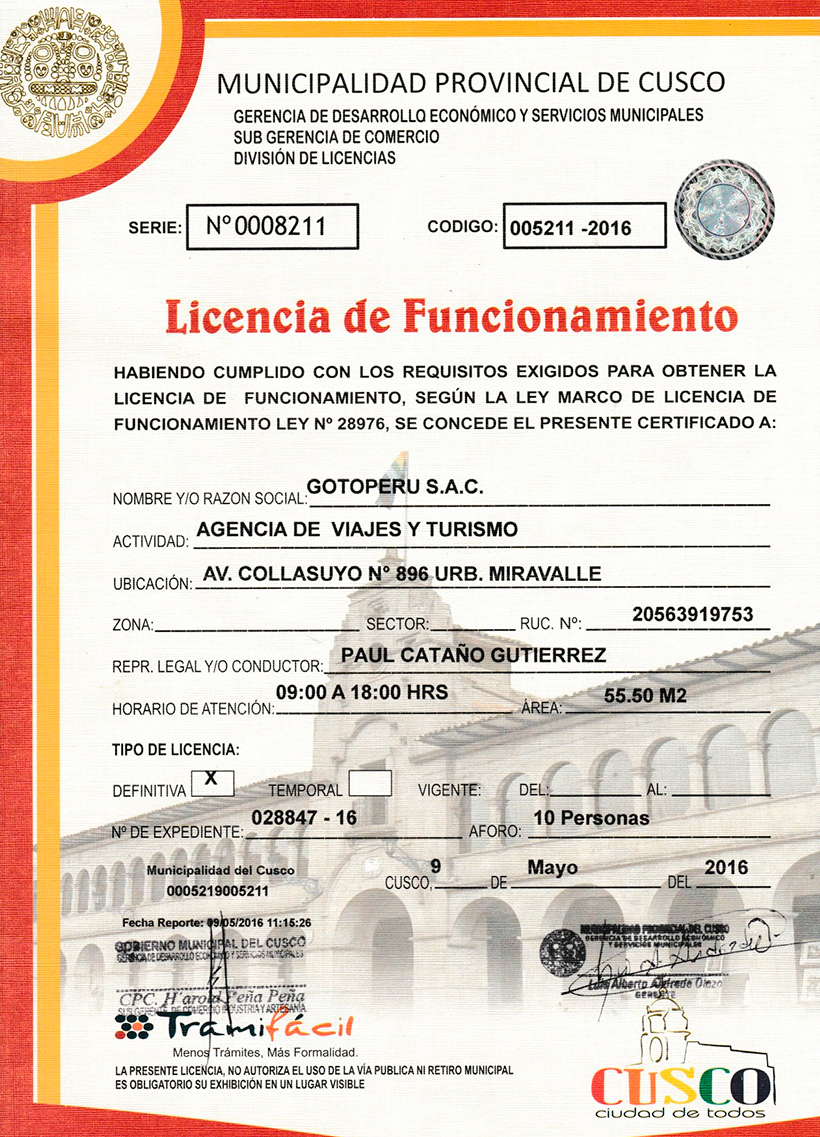 MUNICIPALIDAD PROVINCIAL DE CUSCO
GERENCIA DE DESARROLLO ECONÓMICO Y SERVICIOS MUNICIPALES
SUB GERENCIA DE COMERCIO
DIVISIÓN DE LICENCIAS
SERIE: Nº 0008211 CODIGO: 005211 -2016
Licencia de Funcionamiento
HABIENDO CUMPLIDO CON LOS REQUISITOS EXIGIDOS PARA OBTENER LA
LICENCIA DE FUNCIONAMIENTO, SEGÚN LA LEY MARCO DE LICENCIA DE
FUNCIONAMIENTO LEY Nº 28976, SE CONCEDE EL PRESENTE CERTIFICADO A:
NOMBRE Y/O RAZON SOCIAL: GOTOPERU S.A.C.
ACTIVIDAD: AGENCIA DE VIAJES Y TURISMO
UBICACIÓN: AV. COLLASUYO N° 896 URB. MIRAVALLE
ZONA: SECTOR: RUC. Nº: 20563919753
REPR. LEGAL Y/O CONDUCTOR: PAUL CATAÑO GUTIERREZ
HORARIO DE ATENCIÓN: 09:00 A 18:00 HRS ÁREA: 55.50 M2
TIPO DE LICENCIA:
DEFINITIVA X TEMPORAL VIGENTE: DEL: AL:
Nº DE EXPEDIENTE: 028847 - 16 AFORO: 10 Personas
Municipalidad del Cusco
0005219005211
CUSCO, 9 DE Mayo DEL 2016
Fecha Reporte: 09/05/2016 11:15:26
GOBIERNO MUNICIPAL DEL CUSCO
GERENCIA DE DESARROLLO ECONÓMICO Y SERVICIOS MUNICIPALES
CPC. Harold Peña Peña
SUB GERENTE DE COMERCIO INDUSTRIA Y ARTESANÍA
MUNICIPALIDAD PROVINCIAL DEL CUSCO
GERENCIA DE DESARROLLO ECONÓMICO
Y SERVICIOS MUNICIPALES
Luis Alberto
GERENTE
Tramifácil
Menos Trámites, Más Formalidad.
LA PRESENTE LICENCIA, NO AUTORIZA EL USO DE LA VÍA PUBLICA NI RETIRO MUNICIPAL
ES OBLIGATORIO SU EXHIBICIÓN EN UN LUGAR VISIBLE
CUSCO
ciudad de todos